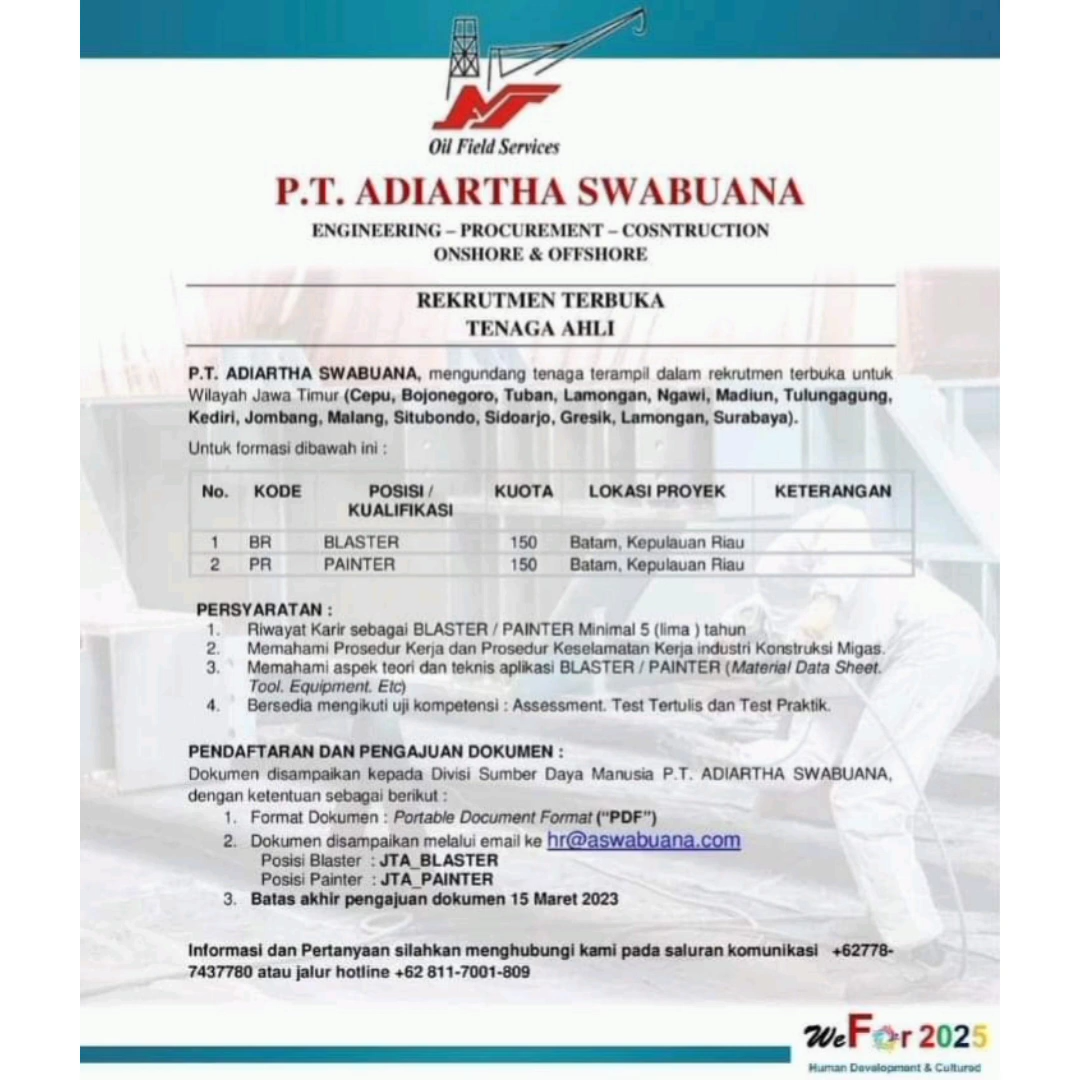 Oil Field Services
P.T. ADIARTHA SWABUANA
ENGINEERING – PROCUREMENT – COSNTRUCTION
ONSHORE & OFFSHORE
REKRUTMEN TERBUKA
TENAGA AHLI
P.T. ADIARTHA SWABUANA, mengundang tenaga terampil dalam rekrutmen terbuka untuk
Wilayah Jawa Timur (Cepu, Bojonegoro, Tuban, Lamongan, Ngawi, Madiun, Tulungagung,
Kediri, Jombang, Malang, Situbondo, Sidoarjo, Gresik, Lamongan, Surabaya).
Untuk formasi dibawah ini :
No. KODE POSISI / KUOTA LOKASI PROYEK KETERANGAN
KUALIFIKASI
1 BR BLASTER 150 Batam, Kepulauan Riau
2 PR PAINTER 150 Batam, Kepulauan Riau
PERSYARATAN :
1. Riwayat Karir sebagai BLASTER / PAINTER Minimal 5 (lima ) tahun
2. Memahami Prosedur Kerja dan Prosedur Keselamatan Kerja industri Konstruksi Migas.
3. Memahami aspek teori dan teknis aplikasi BLASTER / PAINTER (Material Data Sheet.
Tool. Equipment. Etc)
4. Bersedia mengikuti uji kompetensi : Assessment. Test Tertulis dan Test Praktik.
PENDAFTARAN DAN PENGAJUAN DOKUMEN :
Dokumen disampaikan kepada Divisi Sumber Daya Manusia P.T. ADIARTHA SWABUANA,
dengan ketentuan sebagai berikut :
1. Format Dokumen : Portable Document Format (“PDF”)
2. Dokumen disampaikan melalui email ke hr@aswabuana.com
Posisi Blaster : JTA_BLASTER
Posisi Painter : JTA_PAINTER
3. Batas akhir pengajuan dokumen 15 Maret 2023
Informasi dan Pertanyaan silahkan menghubungi kami pada saluran komunikasi +62778-
7437780 atau jalur hotline +62 811-7001-809
WeFor 2025
Human Development & Cultured